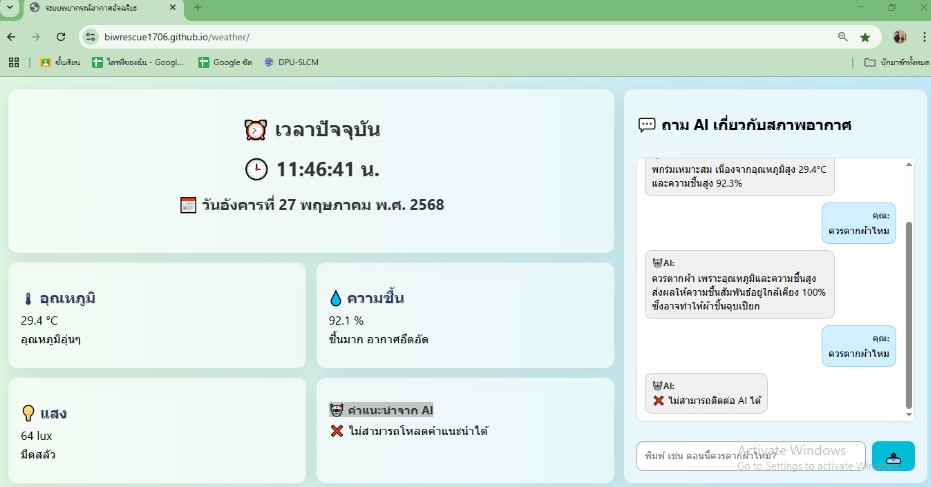 ระบบพยากรณ์อากาศอัจฉริยะ
biwrescue1706.github.io/weather/
ชั้นเรียน
ไดรฟ์ของฉัน - Googl...
Google ชีต
DPU-SLCM
บุ๊กมาร์กทั้งหมด
เวลาปัจจุบัน
11:46:41 น.
วันอังคารที่ 27 พฤษภาคม พ.ศ. 2568
อุณหภูมิ
29.4 °C
อุณหภูมิอุ่นๆ
ความชื้น
92.1 %
ชื้นมาก อากาศอึดอัด
แสง
64 lux
มืดสลัว
คำแนะนำจาก AI
ไม่สามารถโหลดคำแนะนำได้
ถาม AI เกี่ยวกับสภาพอากาศ
พกร่มเหมาะสม เนื่องจากอุณหภูมิสูง 29.4°C
และความชื้นสูง 92.3%
คุณ:
ควรตากผ้าไหม
AI:
ควรตากผ้า เพราะอุณหภูมิและความชื้นสูง
ส่งผลให้ความชื้นสัมพันธ์อยู่ใกล้เคียง 100%
ซึ่งอาจทำให้ผ้าชื้นฉุบเปียก
คุณ:
ควรตากผ้าไหม
AI:
ไม่สามารถติดต่อ AI ได้
พิมพ์ เช่น ตอนนี้ควรตากผ้าไหม?
Activate Windows
Go to Settings to activate Windows.